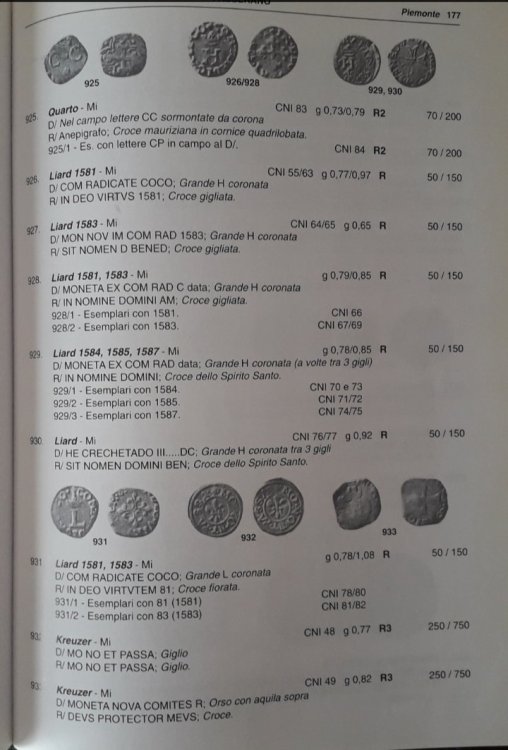 Piemonte 177
925
926/928
929, 930
925. Quarto - Mi CNI 83 g 0,73/0,79 R2 70 / 200
D/ Nel campo lettere CC sormontate da corona
R/ Anepigrafo; Croce mauriziana in cornice quadrilobata.
925/1 - Es. con lettere CP in campo al D/. CNI 84 R2 70 / 200
926. Liard 1581 - Mi CNI 55/63 g 0,77/0,97 R 50 / 150
D/ COM RADICATE COCO; Grande H coronata
R/ IN DEO VIRTVS 1581; Croce gigliata.
927. Liard 1583 - Mi CNI 64/65 g 0,65 R 50 / 150
D/ MON NOV IM COM RAD 1583; Grande H coronata
R/ SIT NOMEN D BENED; Croce gigliata.
928. Liard 1581, 1583 - Mi g 0,79/0,85 R 50 / 150
D/ MONETA EX COM RAD C data; Grande H coronata
R/ IN NOMINE DOMINI AM; Croce gigliata.
928/1 - Esemplari con 1581. CNI 66
928/2 - Esemplari con 1583. CNI 67/69
929. Liard 1584, 1585, 1587 - Mi g 0,78/0,85 R 50 / 150
D/ MONETA EX COM RAD data; Grande H coronata (a volte tra 3 gigli)
R/ IN NOMINE DOMINI; Croce dello Spirito Santo.
929/1 - Esemplari con 1584. CNI 70 e 73
929/2 - Esemplari con 1585. CNI 71/72
929/3 - Esemplari con 1587. CNI 74/75
930. Liard - Mi CNI 76/77 g 0,92 R 50 / 150
D/ HE CRECHETADO III.....DC; Grande H coronata tra 3 gigli
R/ SIT NOMEN DOMINI BEN; Croce dello Spirito Santo.
931
932
933
931 Liard 1581, 1583 - Mi g 0,78/1,08 R 50 / 150
D/ COM RADICATE COCO; Grande L coronata
R/ IN DEO VIRTVTEM 81; Croce fiorata.
931/1 - Esemplari con 81 (1581) CNI 78/80
931/2 - Esemplari con 83 (1583) CNI 81/82
Kreuzer - Mi CNI 48 g 0,77 R3 250 / 750
D/ MO NO ET PASSA; Giglio
R/ MO NO ET PASSA; Giglio.
Kreuzer - Mi CNI 49 g 0,82 R3 250 / 750
D/ MONETA NOVA COMITES R; Orso con aquila sopra
R/ DEVS PROTECTOR MEVS; Croce.